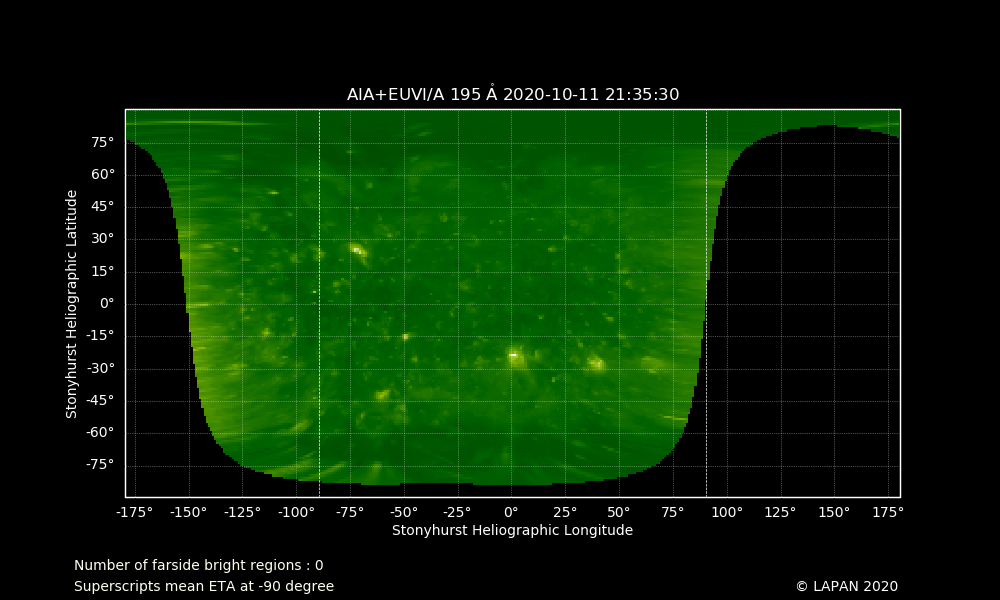 AIA+EUVI/A 195 Å 2020-10-11 21:35:30
75°
60°
45°
30°
15°
0°
-15°
-30°
-45°
-60°
-75°
Stonyhurst Heliographic Latitude
-175° -150° -125° -100° -75° -50° -25° 0° 25° 50° 75° 100° 125° 150° 175°
Stonyhurst Heliographic Longitude
Number of farside bright regions : 0
Superscripts mean ETA at -90 degree
© LAPAN 2020